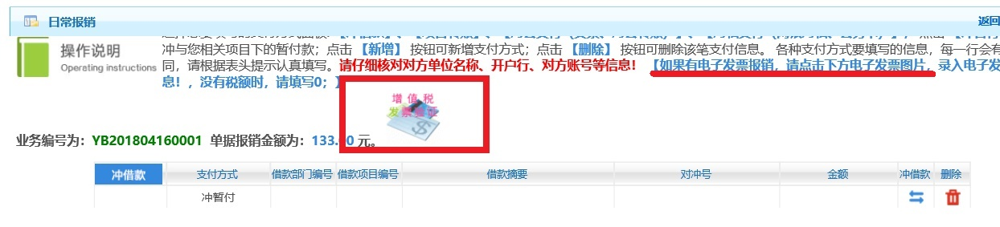 日常报销
返回
操作说明
Operating instructions
冲与您相关项目下的暂付款；点击 【新增】 按钮可新增支付方式；点击 【删除】 按钮可删除该笔支付信息。 各种支付方式要填写的信息，每一行会有
同，请根据表头提示认真填写。请仔细核对对方单位名称、开户行、对方账号等信息！ 【如果有电子发票报销，请点击下方电子发票图片，录入电子发
息！，没有税额时，请填写0；】
增 值 税
发 票 验 证
业务编号为：YB201804160001 单据报销金额为：133.00 元。
冲借款 支付方式 借款部门编号 借款项目编号 借款摘要 对冲号 金额 冲借款 删除
冲暂付